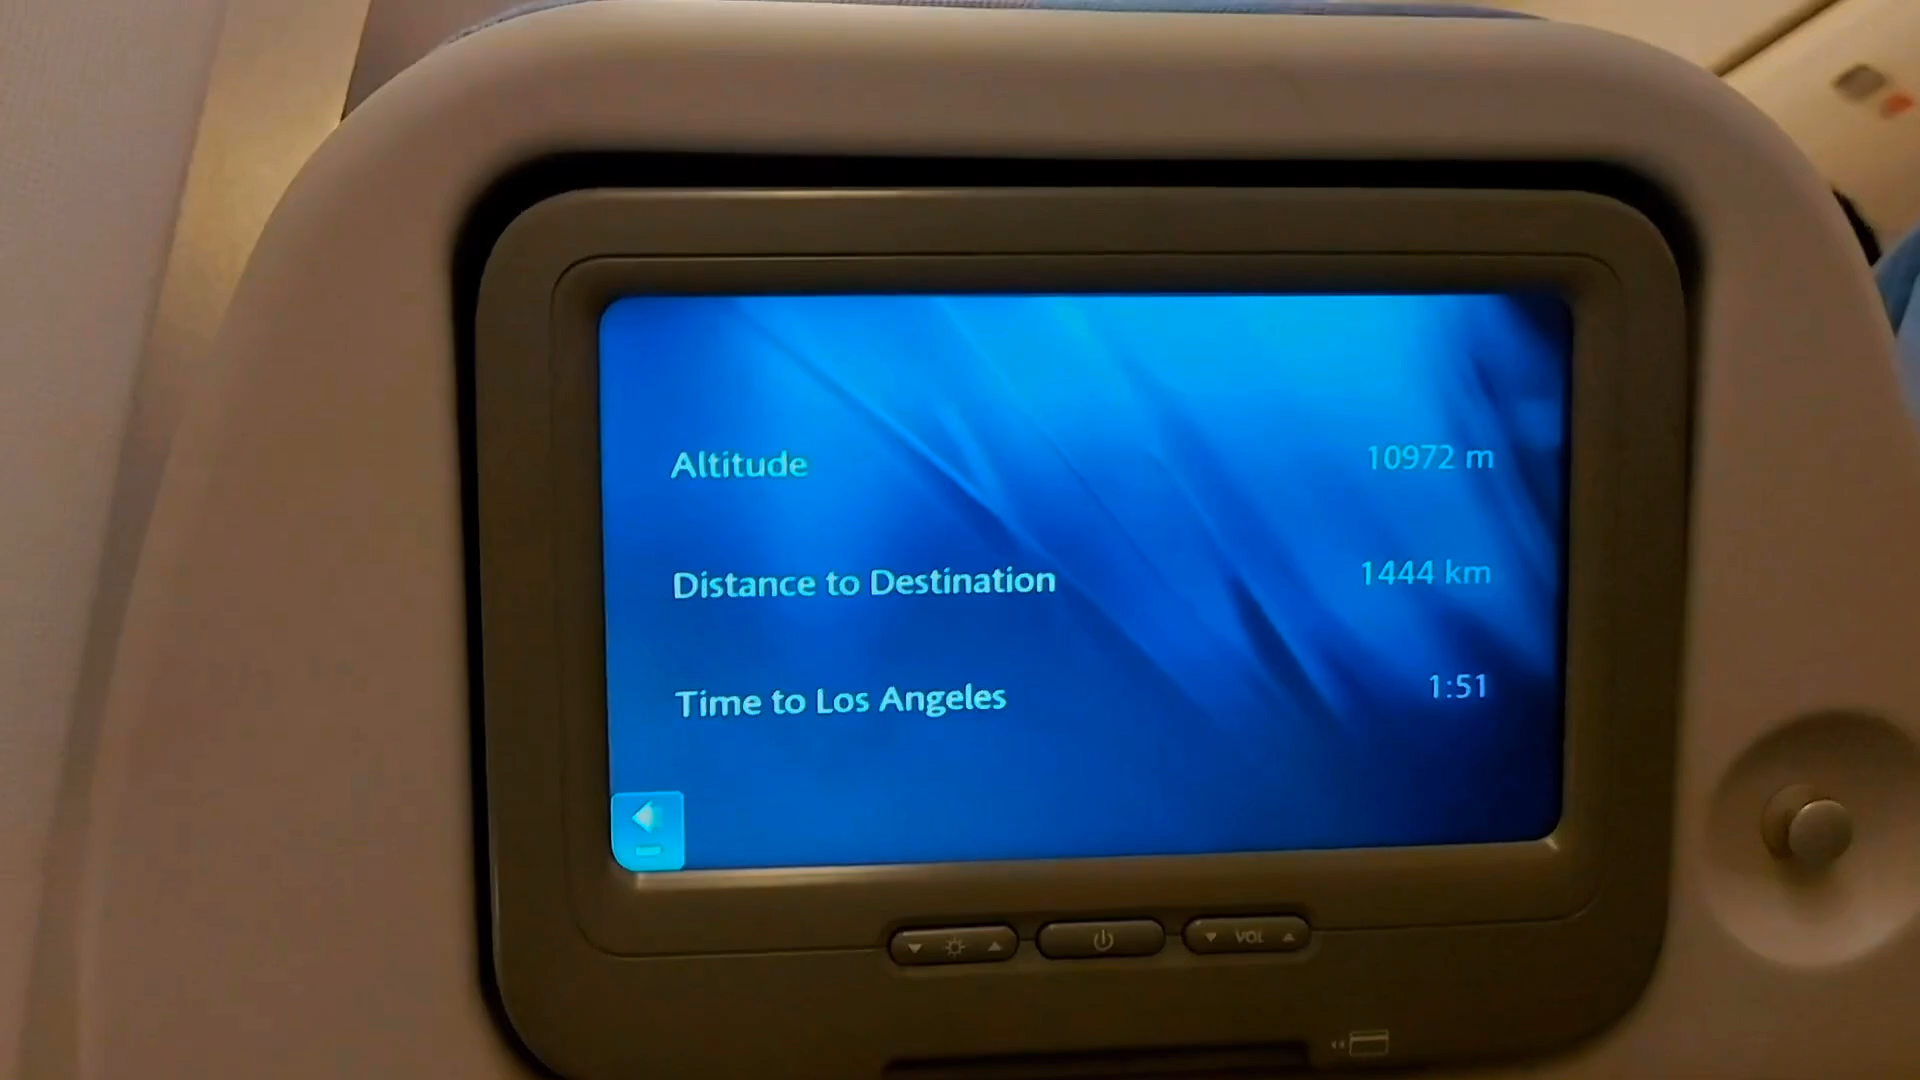 Altitude 10972 m
Distance to Destination 1444 km
Time to Los Angeles 1:51
VOL